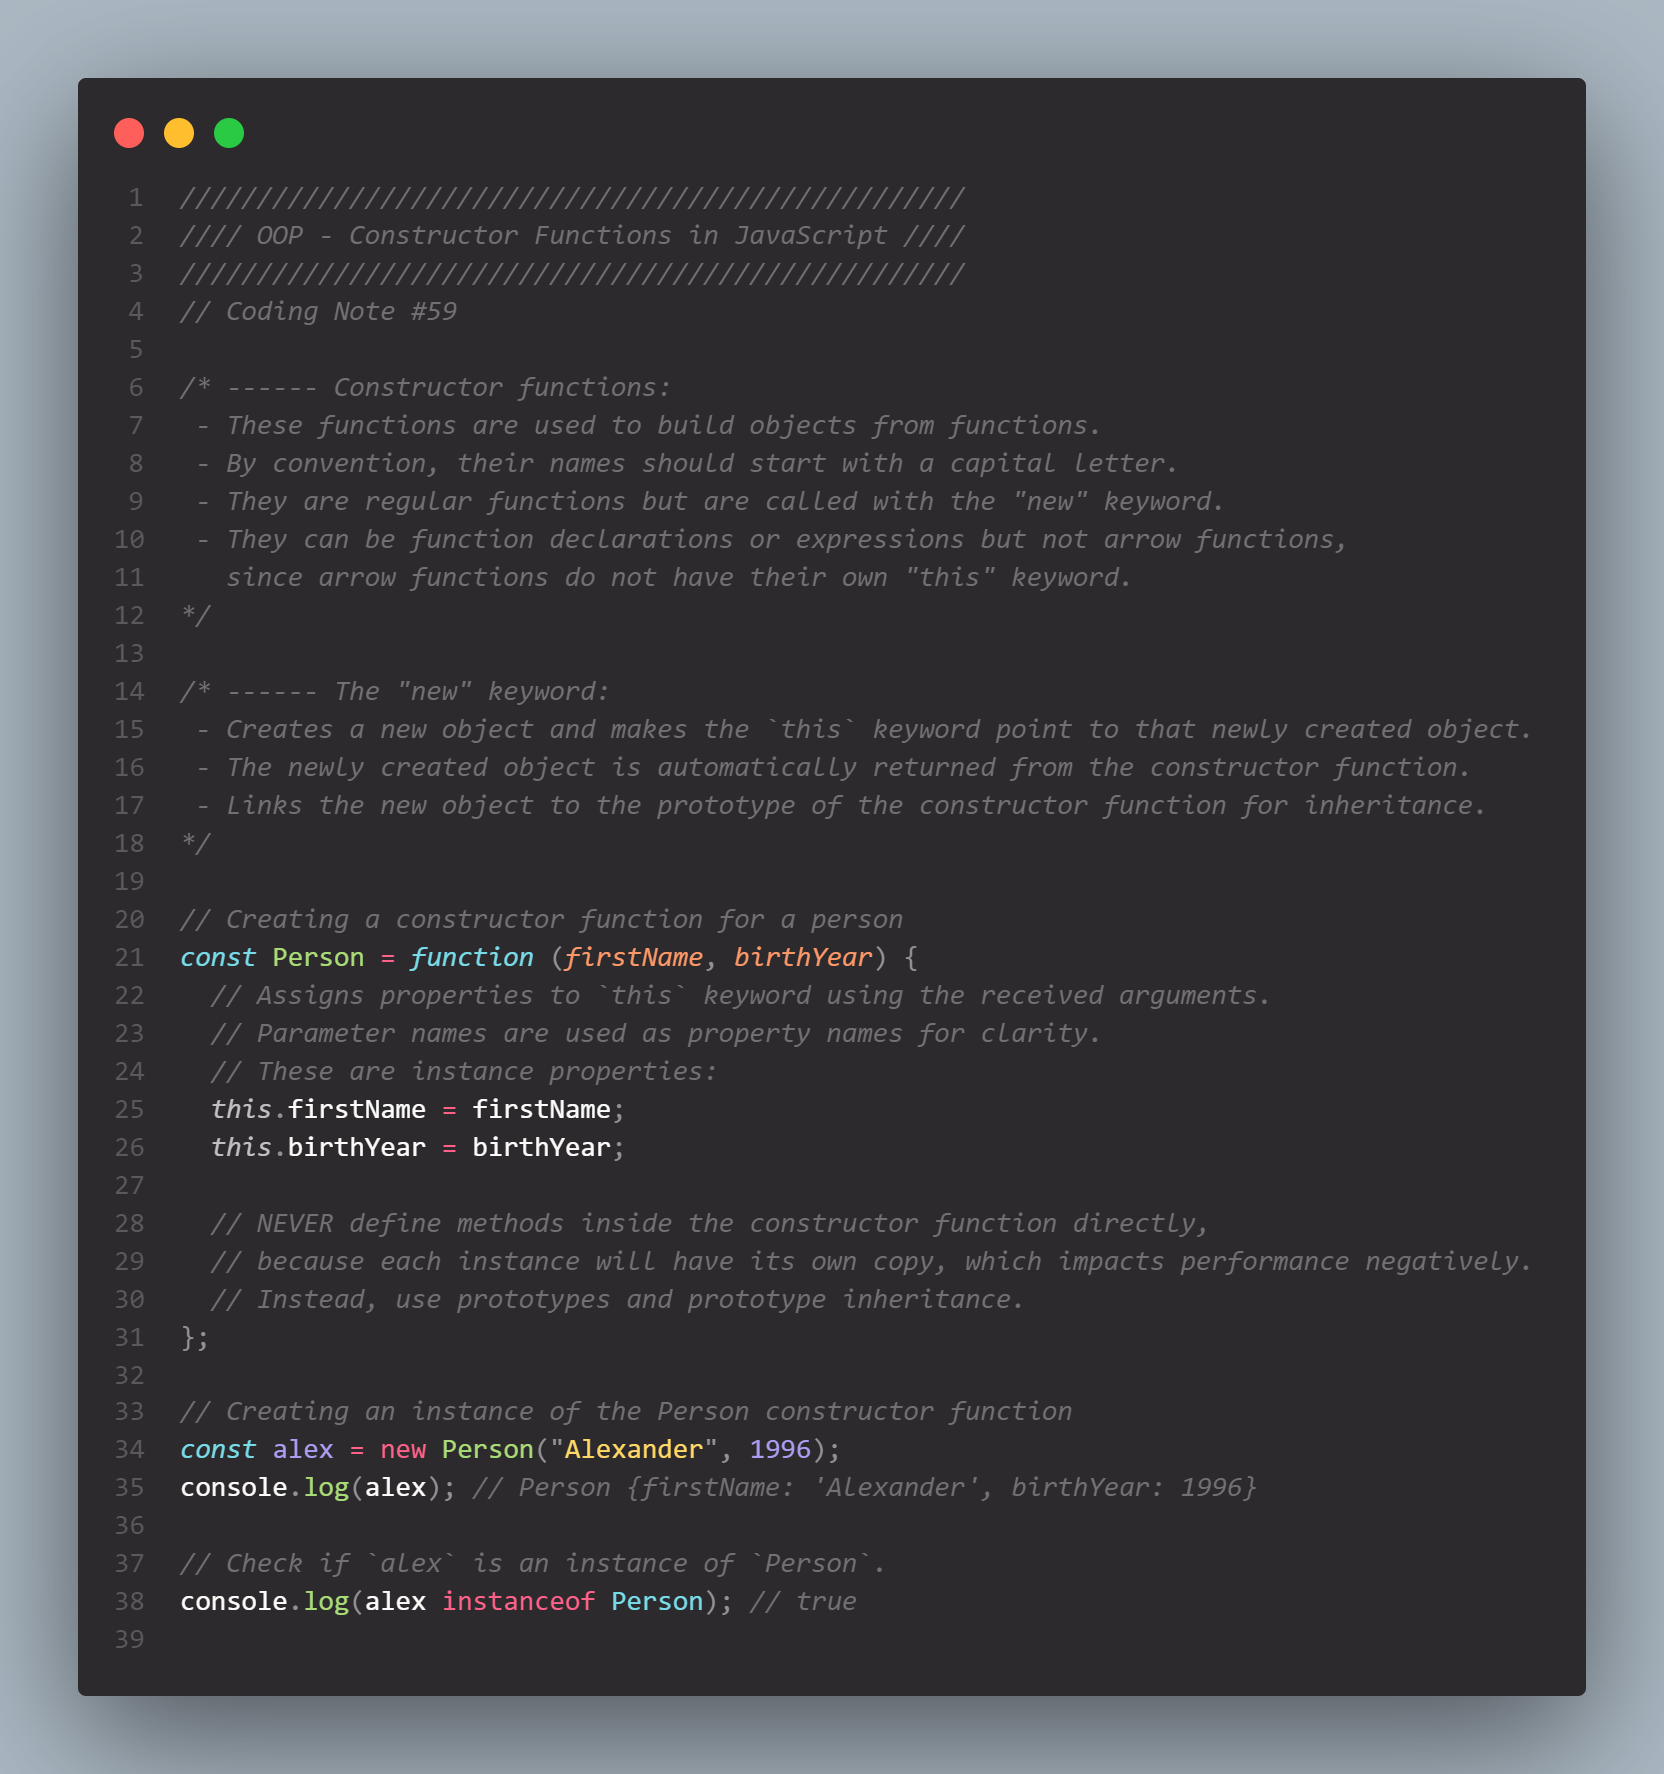 1 ///////////////////////////////////////////////////
2 //// OOP - Constructor Functions in JavaScript ////
3 ///////////////////////////////////////////////////
4 // Coding Note #59
5
6 /* ------ Constructor functions:
7  - These functions are used to build objects from functions.
8  - By convention, their names should start with a capital letter.
9  - They are regular functions but are called with the "new" keyword.
10  - They can be function declarations or expressions but not arrow functions,
11    since arrow functions do not have their own "this" keyword.
12 */
13
14 /* ------ The "new" keyword:
15  - Creates a new object and makes the `this` keyword point to that newly created object.
16  - The newly created object is automatically returned from the constructor function.
17  - Links the new object to the prototype of the constructor function for inheritance.
18 */
19
20 // Creating a constructor function for a person
21 const Person = function (firstName, birthYear) {
22   // Assigns properties to `this` keyword using the received arguments.
23   // Parameter names are used as property names for clarity.
24   // These are instance properties:
25   this.firstName = firstName;
26   this.birthYear = birthYear;
27
28   // NEVER define methods inside the constructor function directly,
29   // because each instance will have its own copy, which impacts performance negatively.
30   // Instead, use prototypes and prototype inheritance.
31 };
32
33 // Creating an instance of the Person constructor function
34 const alex = new Person("Alexander", 1996);
35 console.log(alex); // Person {firstName: 'Alexander', birthYear: 1996}
36
37 // Check if `alex` is an instance of `Person`.
38 console.log(alex instanceof Person); // true
39